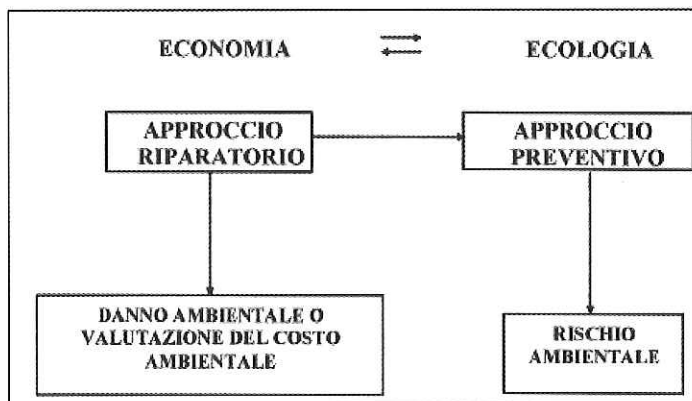 ECONOMIA
ECOLOGIA
APPROCCIO
RIPARATORIO
APPROCCIO
PREVENTIVO
DANNO AMBIENTALE O
VALUTAZIONE DEL COSTO
AMBIENTALE
RISCHIO
AMBIENTALE